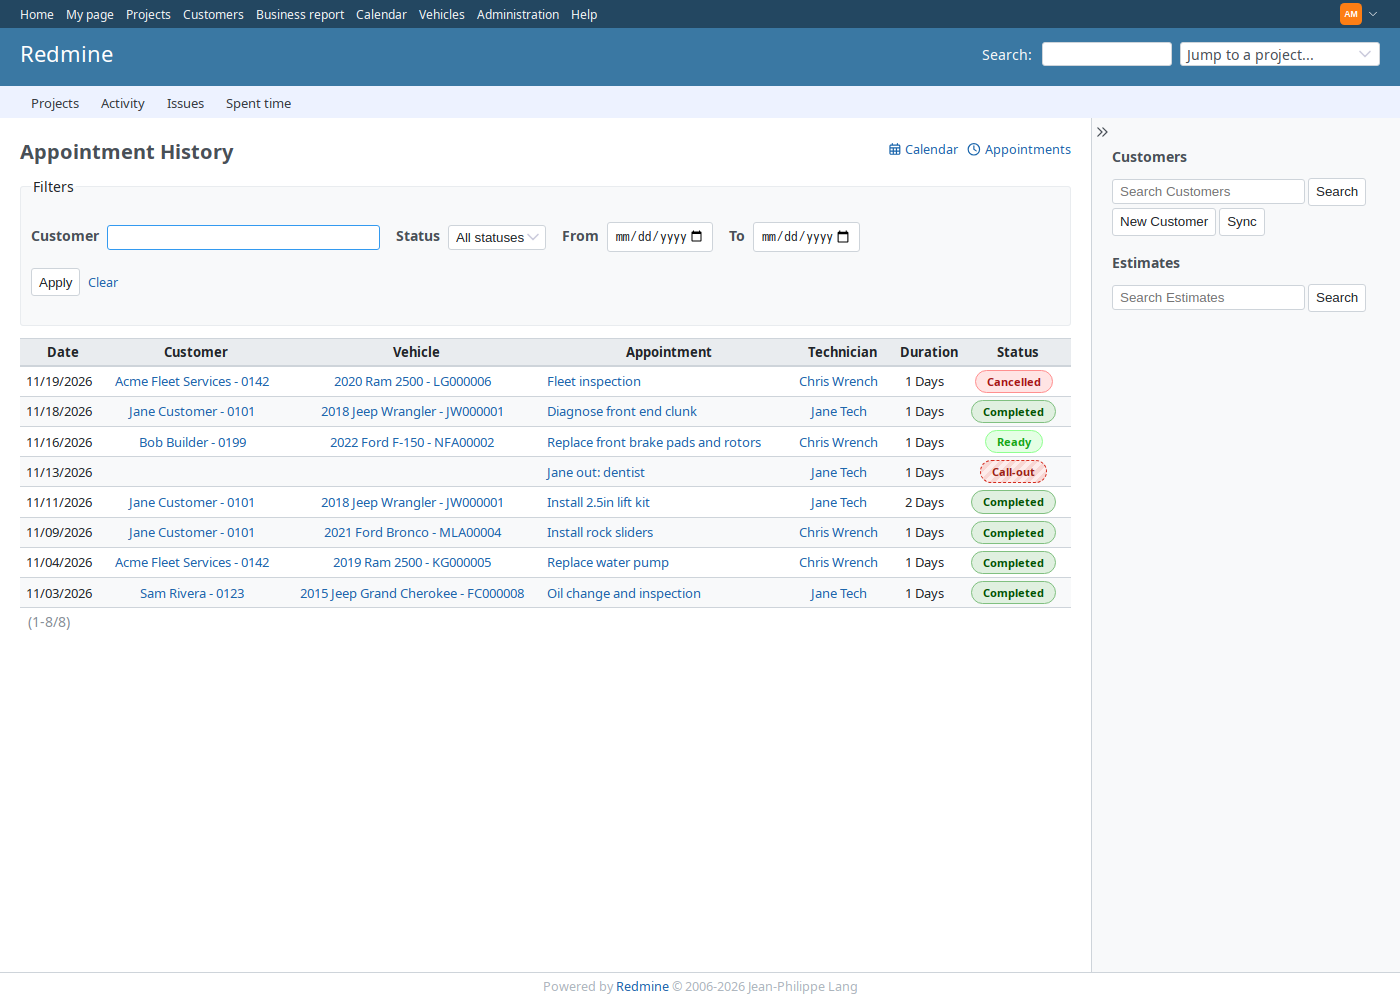 Home My page Projects Customers Business report Calendar Vehicles Administration Help AM
Redmine Search: Jump to a project...
Projects Activity Issues Spent time
Appointment History Calendar Appointments
Filters
Customer Status All statuses From mm/dd/yyyy To mm/dd/yyyy
Apply Clear
Date Customer Vehicle Appointment Technician Duration Status
11/19/2026 Acme Fleet Services - 0142 2020 Ram 2500 - LG000006 Fleet inspection Chris Wrench 1 Days Cancelled
11/18/2026 Jane Customer - 0101 2018 Jeep Wrangler - JW000001 Diagnose front end clunk Jane Tech 1 Days Completed
11/16/2026 Bob Builder - 0199 2022 Ford F-150 - NFA00002 Replace front brake pads and rotors Chris Wrench 1 Days Ready
11/13/2026 Jane out: dentist Jane Tech 1 Days Call-out
11/11/2026 Jane Customer - 0101 2018 Jeep Wrangler - JW000001 Install 2.5in lift kit Jane Tech 2 Days Completed
11/09/2026 Jane Customer - 0101 2021 Ford Bronco - MLA00004 Install rock sliders Chris Wrench 1 Days Completed
11/04/2026 Acme Fleet Services - 0142 2019 Ram 2500 - KG000005 Replace water pump Chris Wrench 1 Days Completed
11/03/2026 Sam Rivera - 0123 2015 Jeep Grand Cherokee - FC000008 Oil change and inspection Jane Tech 1 Days Completed
(1-8/8)
Customers
Search Customers Search
New Customer Sync
Estimates
Search Estimates Search
Powered by Redmine © 2006-2026 Jean-Philippe Lang